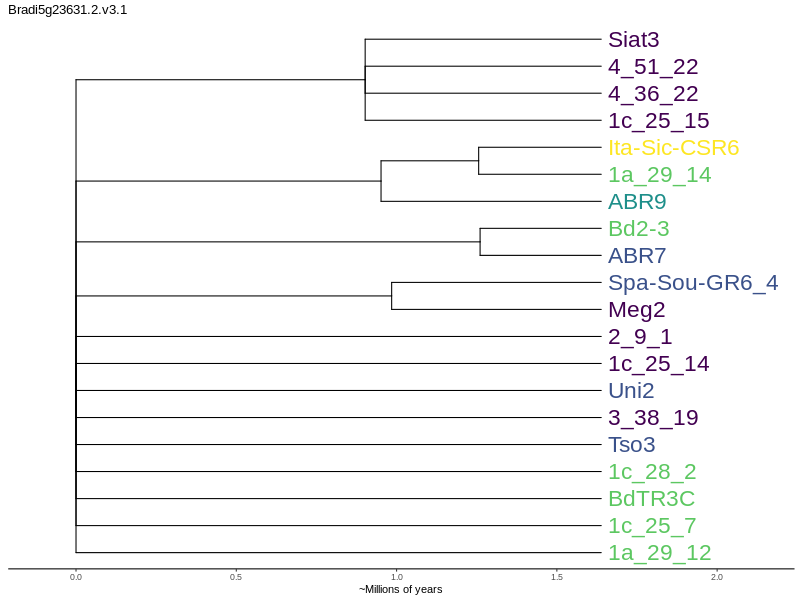 Bradi5g23631.2.v3.1
Siat3
4_51_22
4_36_22
1c_25_15
Ita-Sic-CSR6
1a_29_14
ABR9
Bd2-3
ABR7
Spa-Sou-GR6_4
Meg2
2_9_1
1c_25_14
Uni2
3_38_19
Tso3
1c_28_2
BdTR3C
1c_25_7
1a_29_12
0.0 0.5 1.0 1.5 2.0
~Millions of years